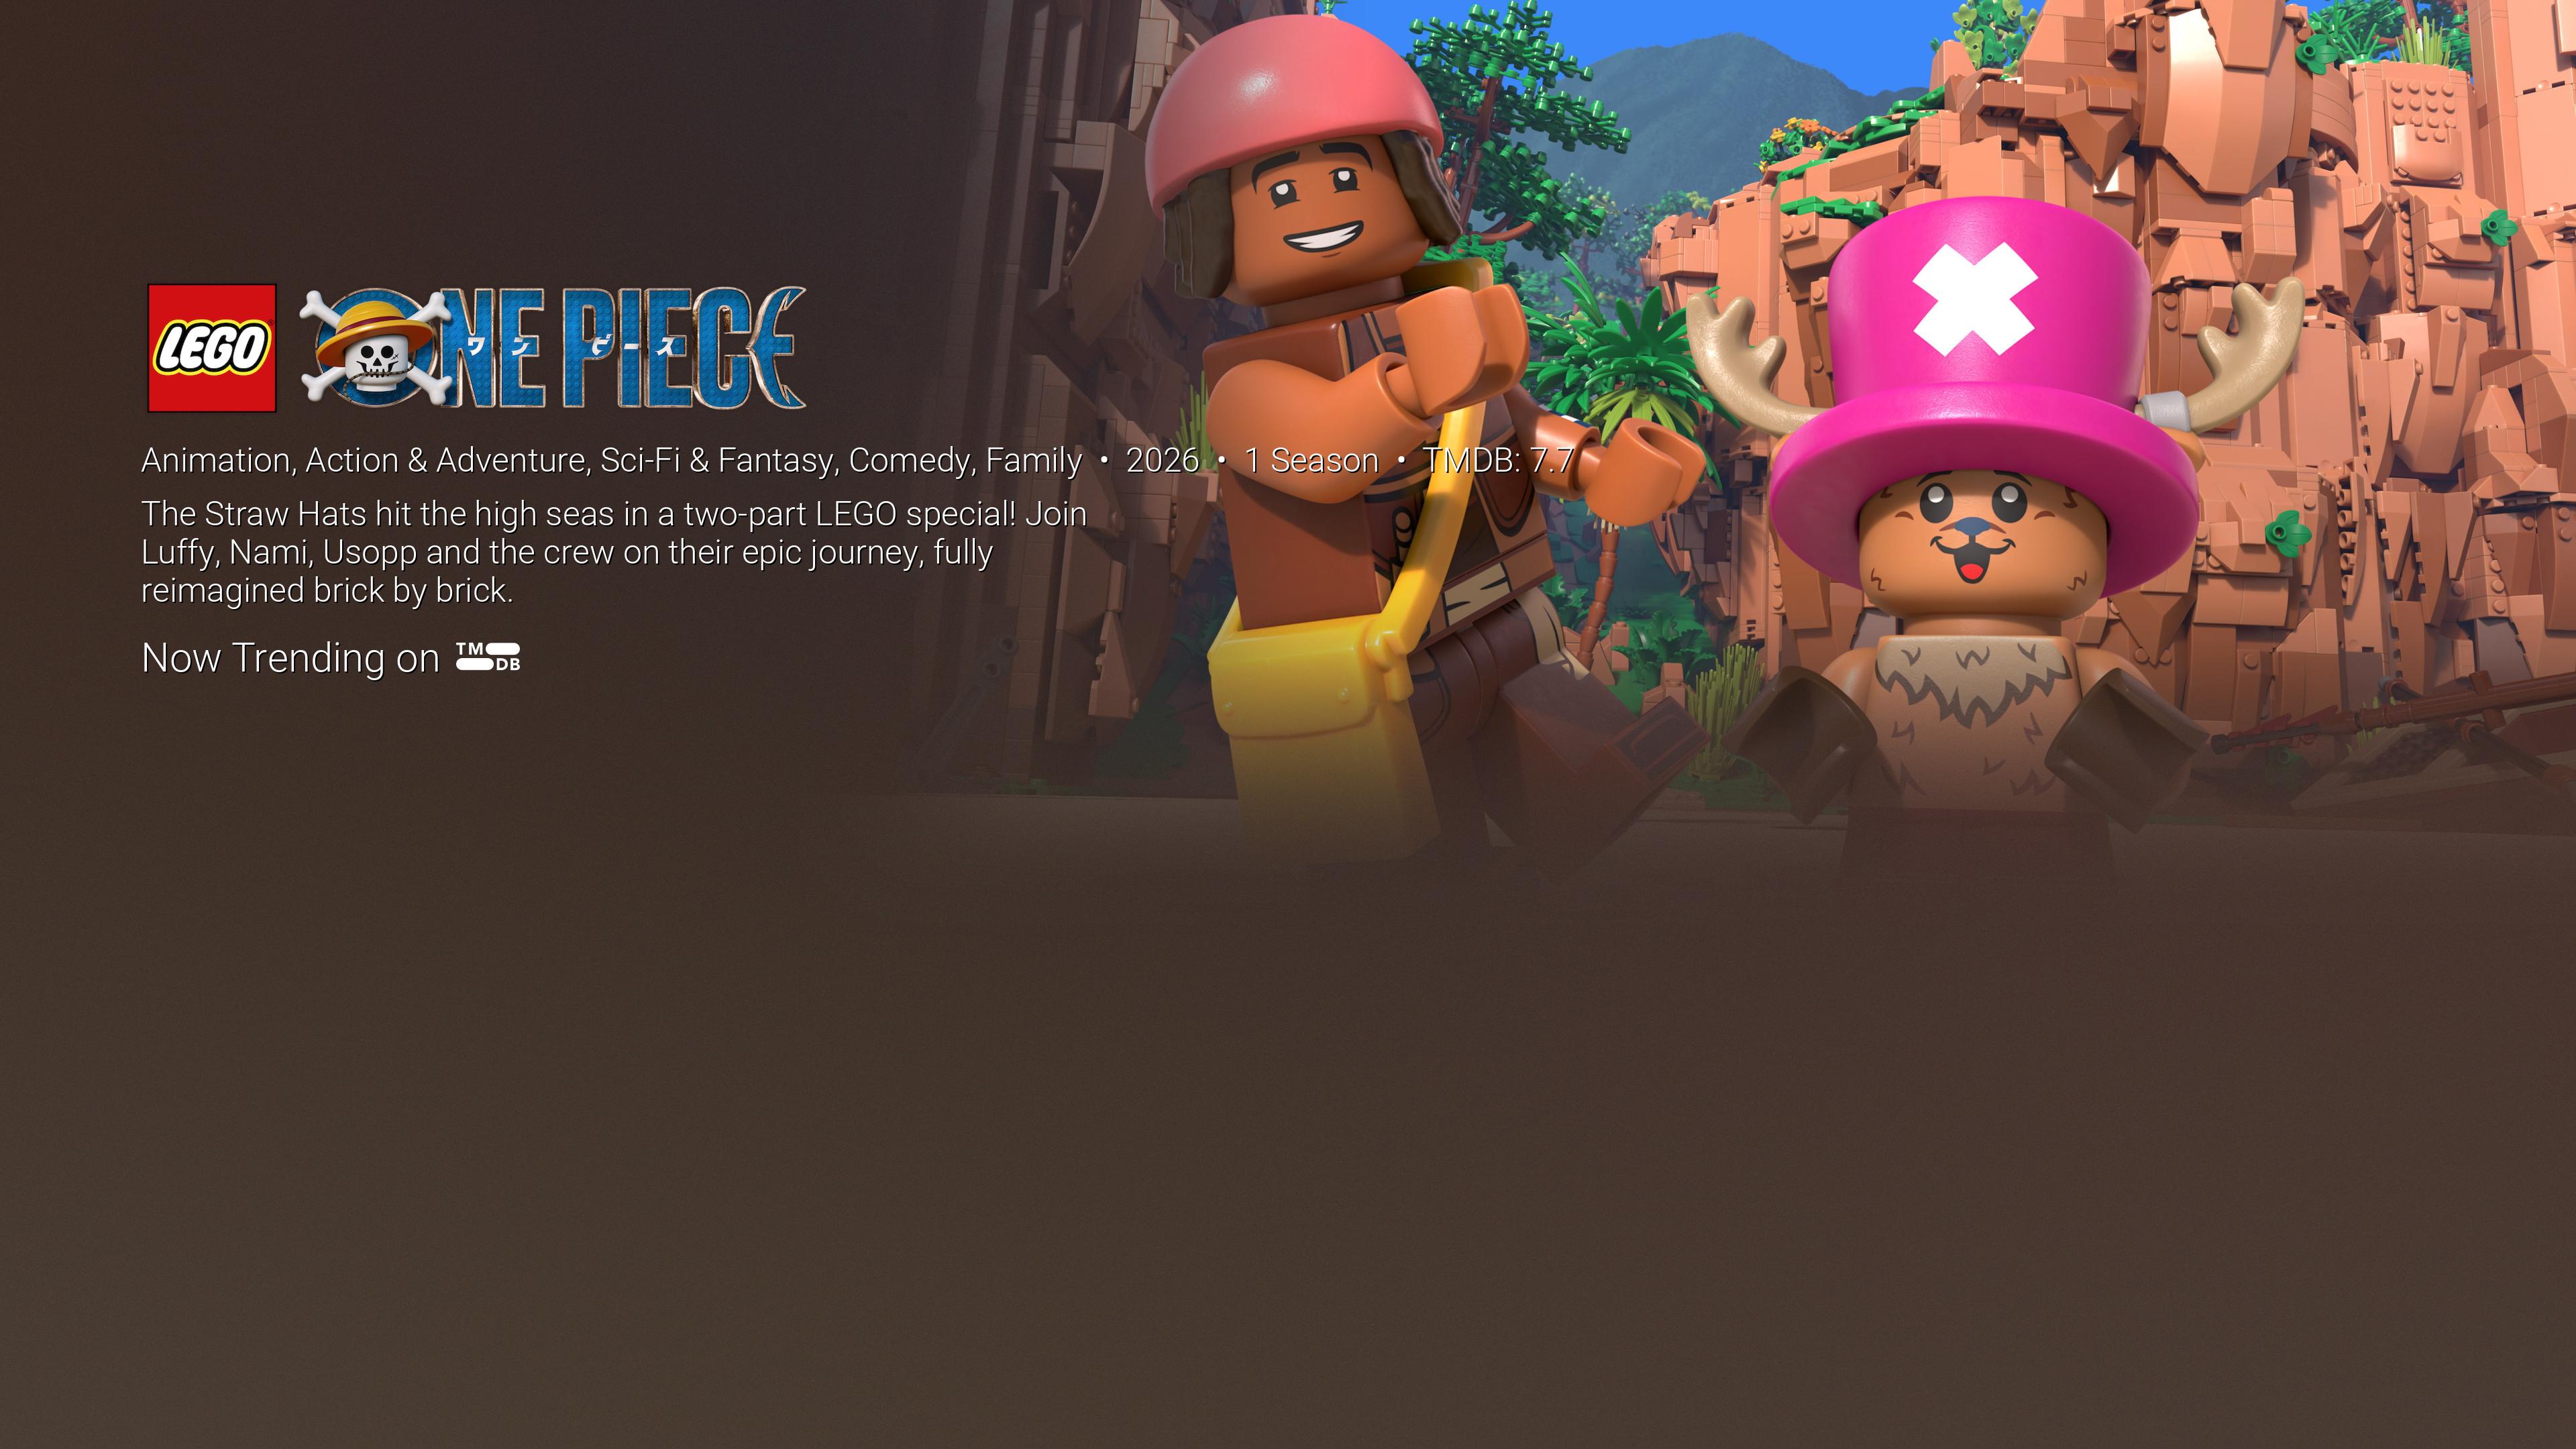 LEGO ONE PIECE
ワンピース
Animation, Action & Adventure, Sci-Fi & Fantasy, Comedy, Family • 2026 • 1 Season • TMDB: 7.7
The Straw Hats hit the high seas in a two-part LEGO special! Join
Luffy, Nami, Usopp and the crew on their epic journey, fully
reimagined brick by brick.
Now Trending on TMDB